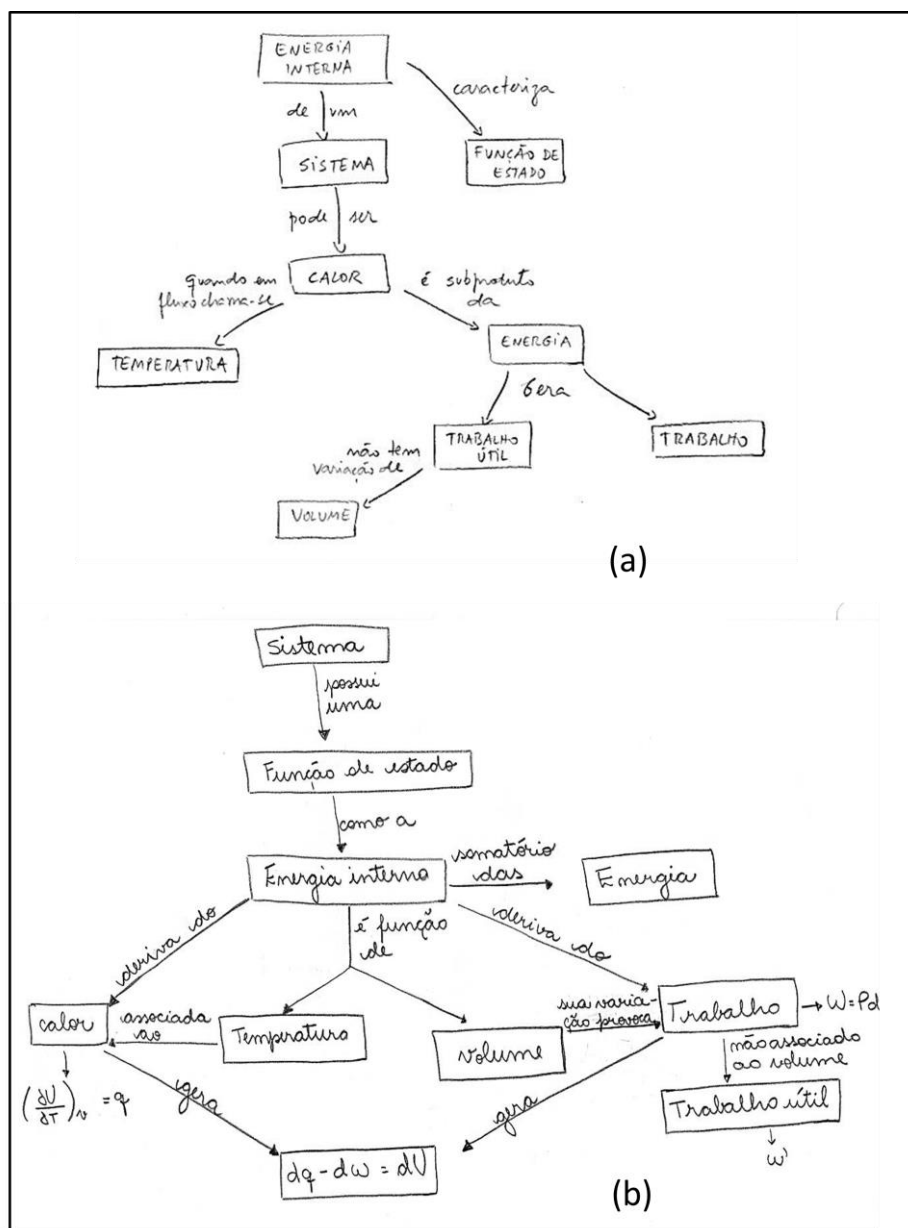 ENERGIA
INTERNA
caracteriza
de um
SISTEMA
FUNÇÃO DE
ESTADO
pode ser
quando em
fluxo chama-se
CALOR
é subproduto
da
TEMPERATURA
ENERGIA
Gera
não tem
variação de
TRABALHO
ÚTIL
TRABALHO
VOLUME
(a)
Sistema
possui
uma
Função de estado
como a
Energia interna
somatório
das
Energia
deriva do
é função
de
deriva do
calor
associada
ao
Temperatura
Volume
sua varia-
ção provoca
Trabalho
W = Pd
não associado
ao volume
(∂U/∂T)v = q
gera
gera
Trabalho útil
w'
dq - dw = dU
(b)